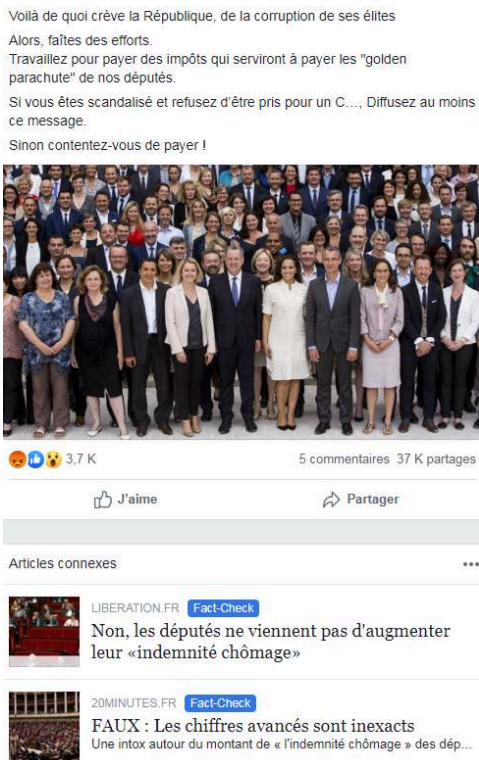 Voilà de quoi crève la République, de la corruption de ses élites
Alors, faîtes des efforts.
Travaillez pour payer des impôts qui serviront à payer les "golden
parachute" de nos députés.
Si vous êtes scandalisé et refusez d'être pris pour un C…, Diffusez au moins
ce message.
Sinon contentez-vous de payer !
3,7 K
5 commentaires 37 K partages
J'aime
Partager
Articles connexes
LIBERATION.FR Fact-Check
Non, les députés ne viennent pas d'augmenter
leur «indemnité chômage»
20MINUTES.FR Fact-Check
FAUX : Les chiffres avancés sont inexacts
Une intox autour du montant de « l'indemnité chômage » des dép...